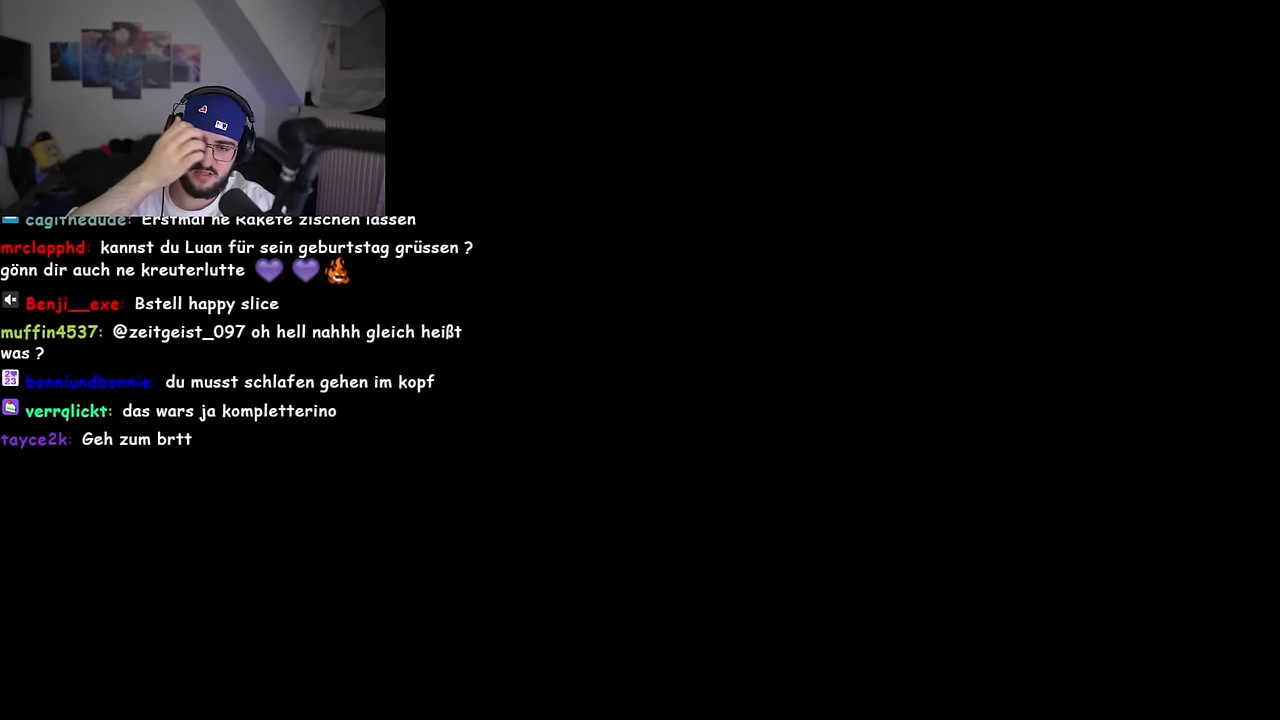 cagithedude: Erstmal ne Rakete zischen lassen
mrclapphd: kannst du Luan für sein geburtstag grüssen ?
gönn dir auch ne kreuterlutte
Benji__exe: Bstell happy slice
muffin4537: @zeitgeist_097 oh hell nahhh gleich heißt
was ?
bonniundbonnie: du musst schlafen gehen im kopf
verrqlickt: das wars ja kompletterino
tayce2k: Geh zum brtt